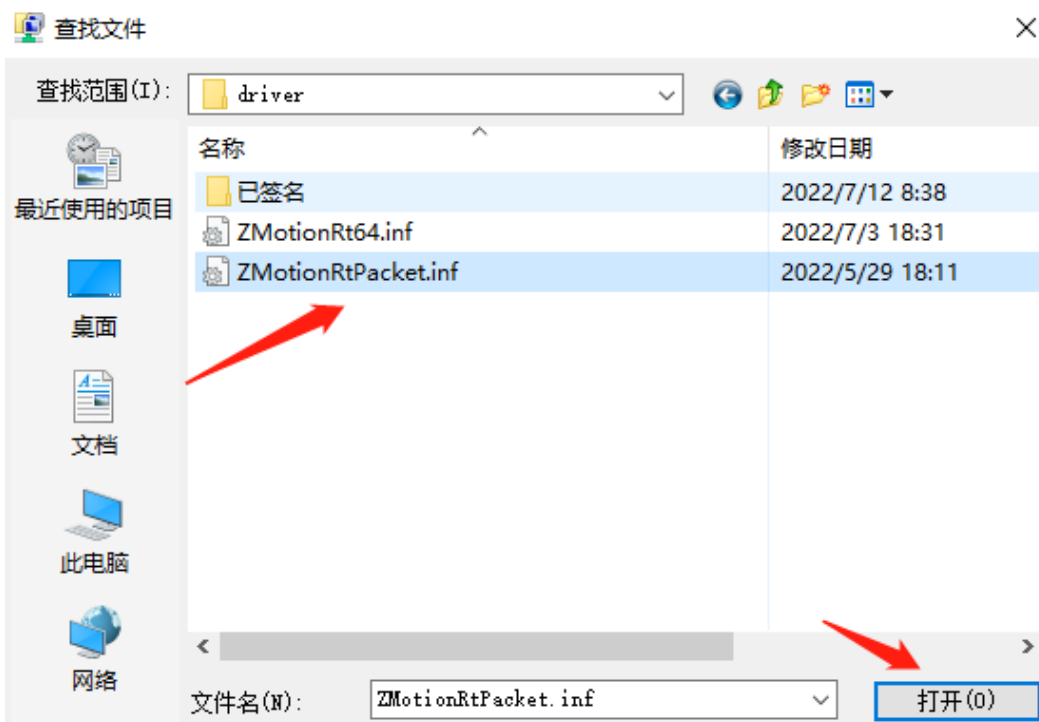 查找文件
查找范围(I):
driver
最近使用的项目
桌面
文档
此电脑
网络
名称
修改日期
已签名
2022/7/12 8:38
ZMotionRt64.inf
2022/7/3 18:31
ZMotionRtPacket.inf
2022/5/29 18:11
文件名(N):
ZMotionRtPacket.inf
打开(O)